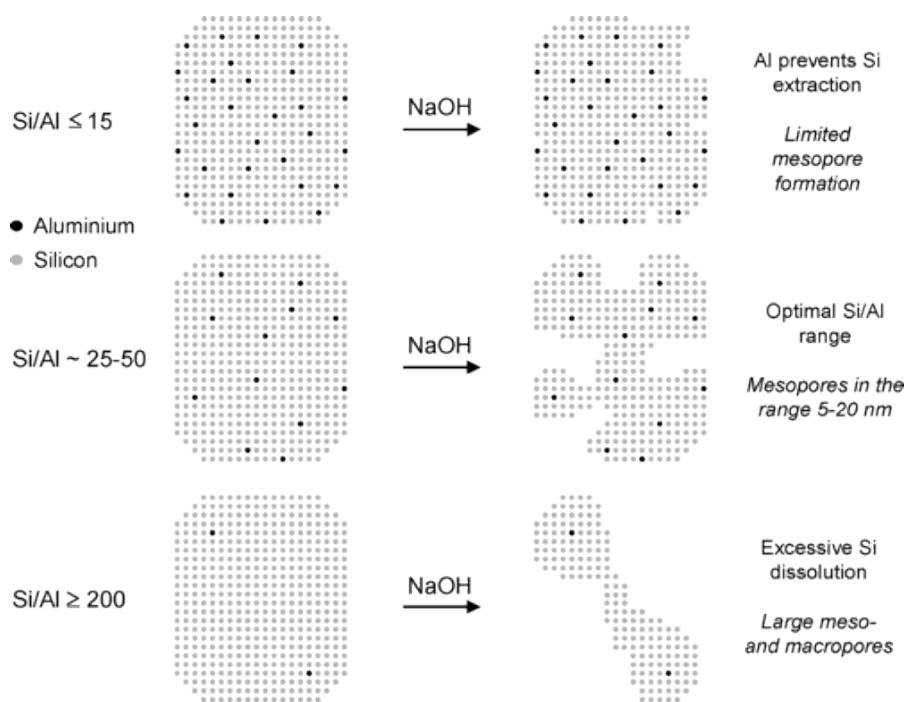 Si/Al ≤ 15
NaOH
Al prevents Si
extraction
Limited
mesopore
formation
Aluminium
Silicon
Si/Al ~ 25-50
NaOH
Optimal Si/Al
range
Mesopores in the
range 5-20 nm
Si/Al ≥ 200
NaOH
Excessive Si
dissolution
Large meso-
and macropores